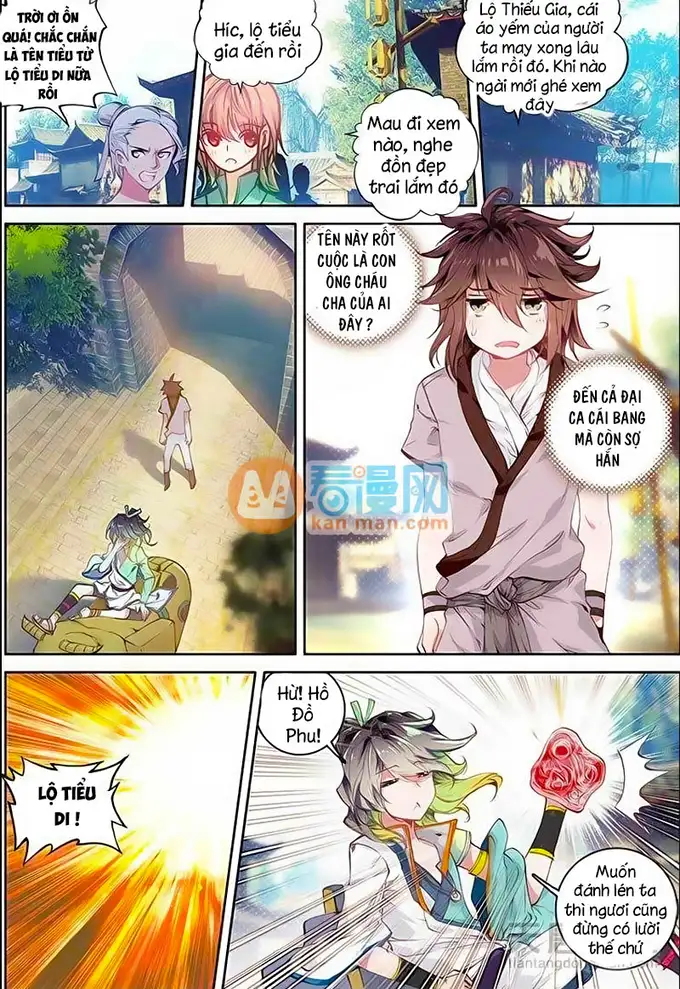 TRỜI ƠI ỒN
QUÁ! CHẮC CHẮN
LÀ TÊN TIỂU TỬ
LỘ TIỂU DI NỮA
RỒI
Híc, lộ tiểu
gia đến rồi
Mau đi xem
nào, nghe
đồn đẹp
trai lắm đó
Lộ Thiếu Gia, cái
áo yếm của người
ta may xong lâu
lắm rồi đó. Khi nào
ngài mới ghé xem
đây
TÊN NÀY RỐT
CUỘC LÀ CON
ÔNG CHÁU
CHA CỦA AI
ĐÂY ?
ĐẾN CẢ ĐẠI
CA CÁI BANG
MÀ CÒN SỢ
HẮN
看漫网
kanman.com
LỘ TIỂU
DI !
Hừ! Hồ
Đồ
Phu!
Muốn
đánh lén ta
thì ngươi cũng
đừng có lười
thế chứ